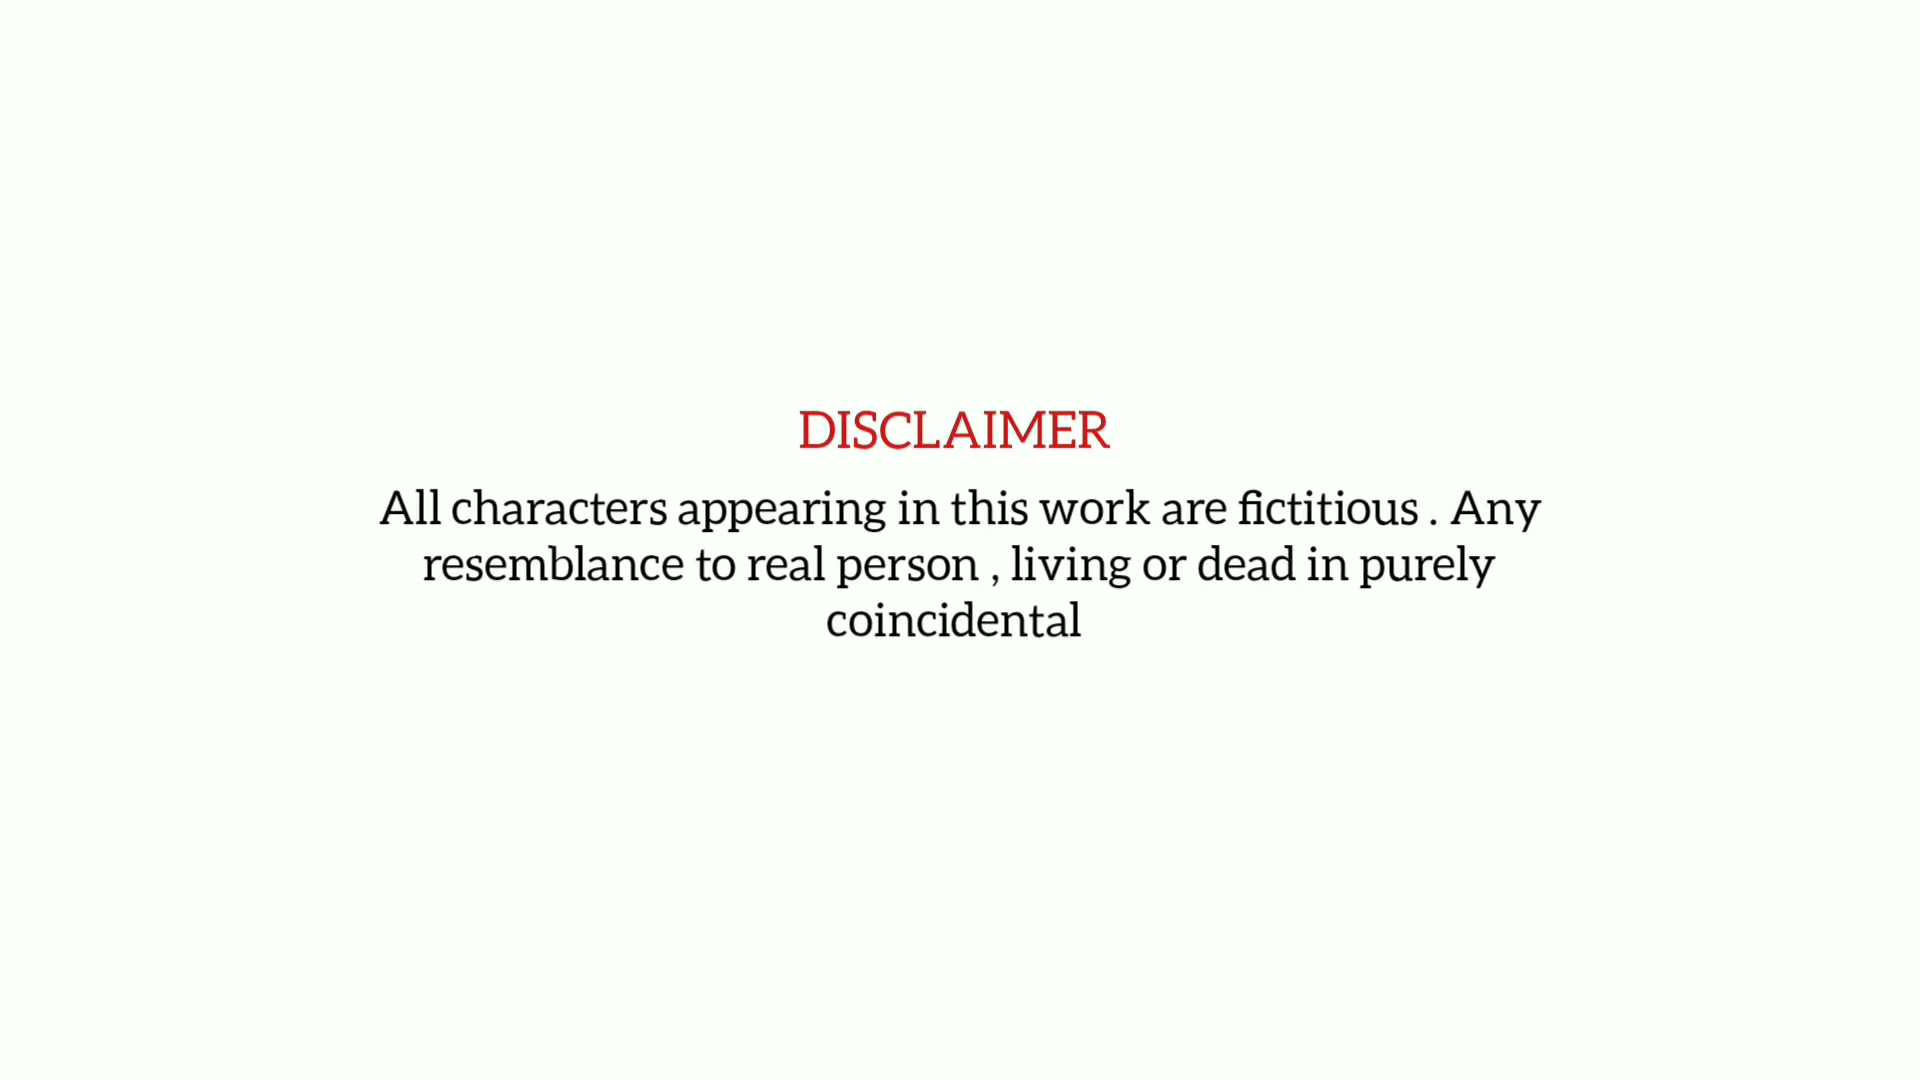 DISCLAIMER
All characters appearing in this work are fictitious . Any
resemblance to real person , living or dead in purely
coincidental